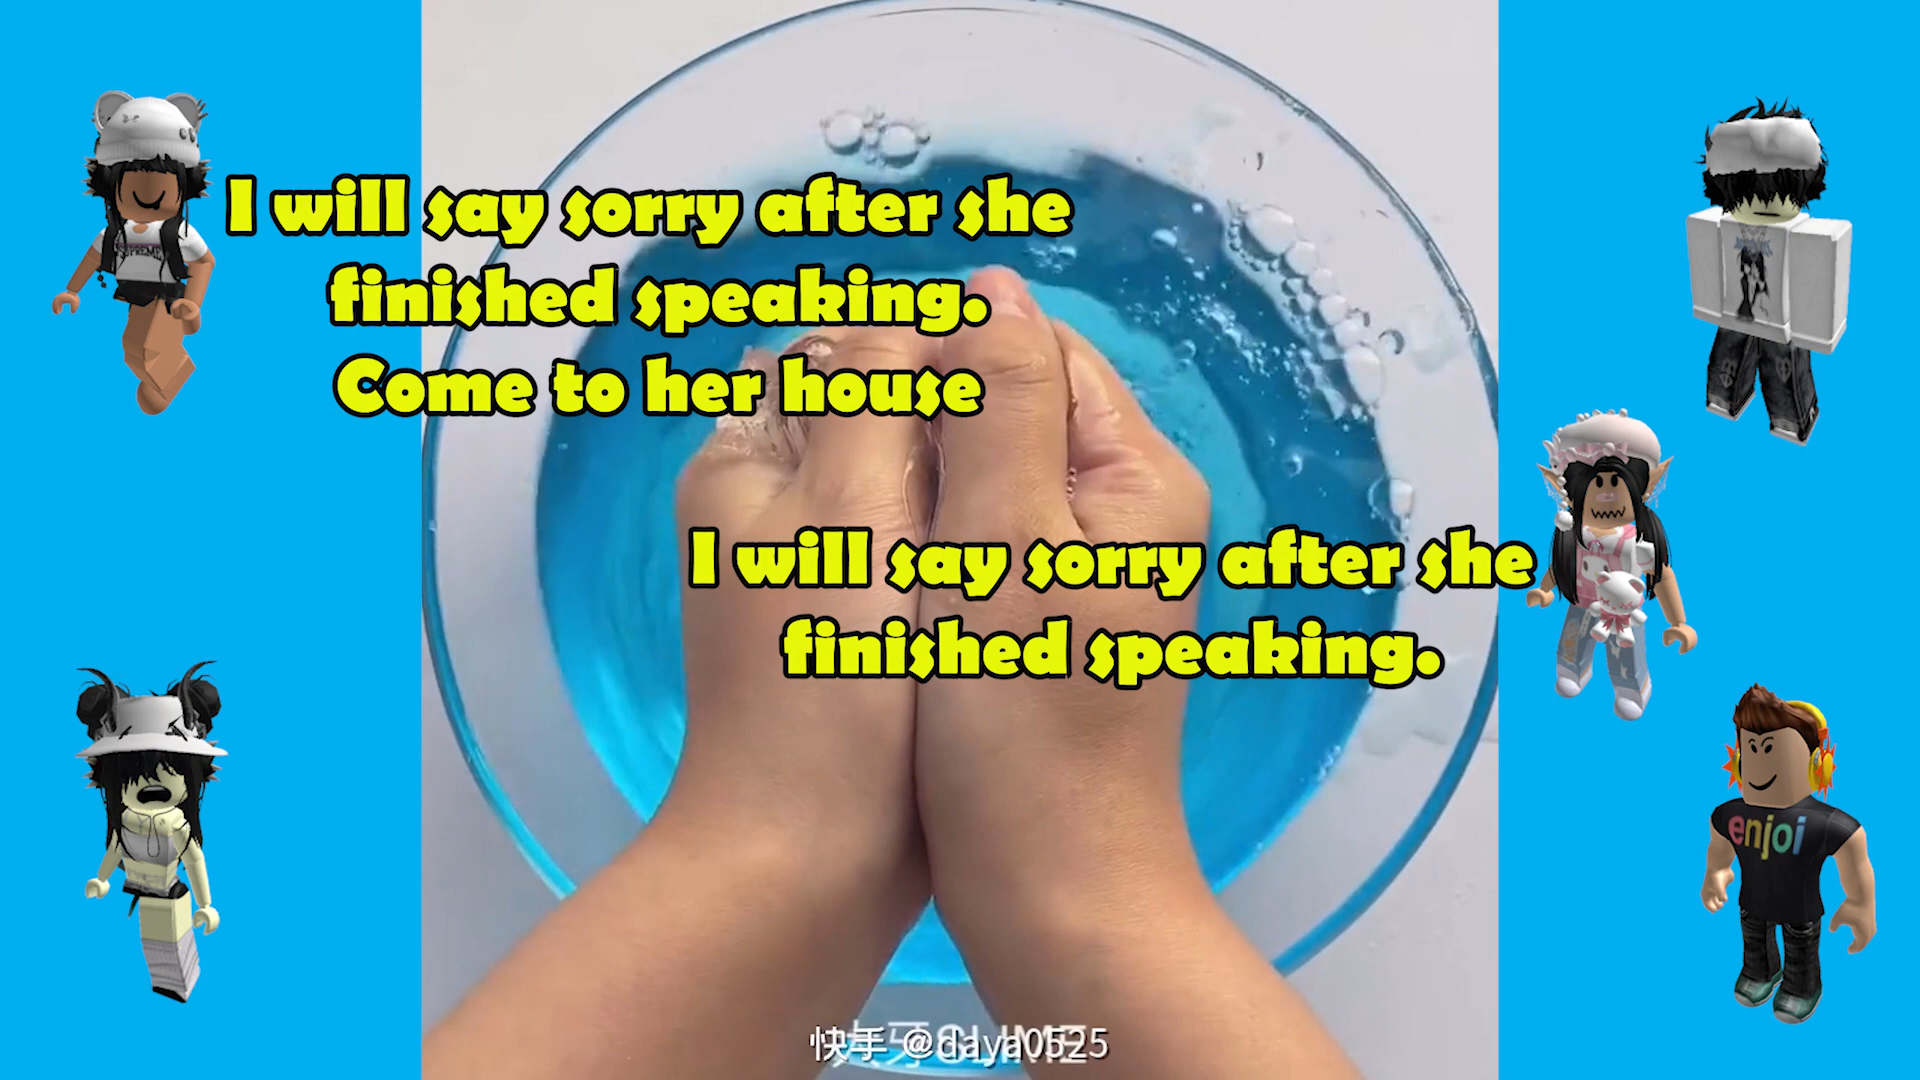 I will say sorry after she
finished speaking.
Come to her house
I will say sorry after she
finished speaking.
SUPREME
enjoi
快手 @daya0525